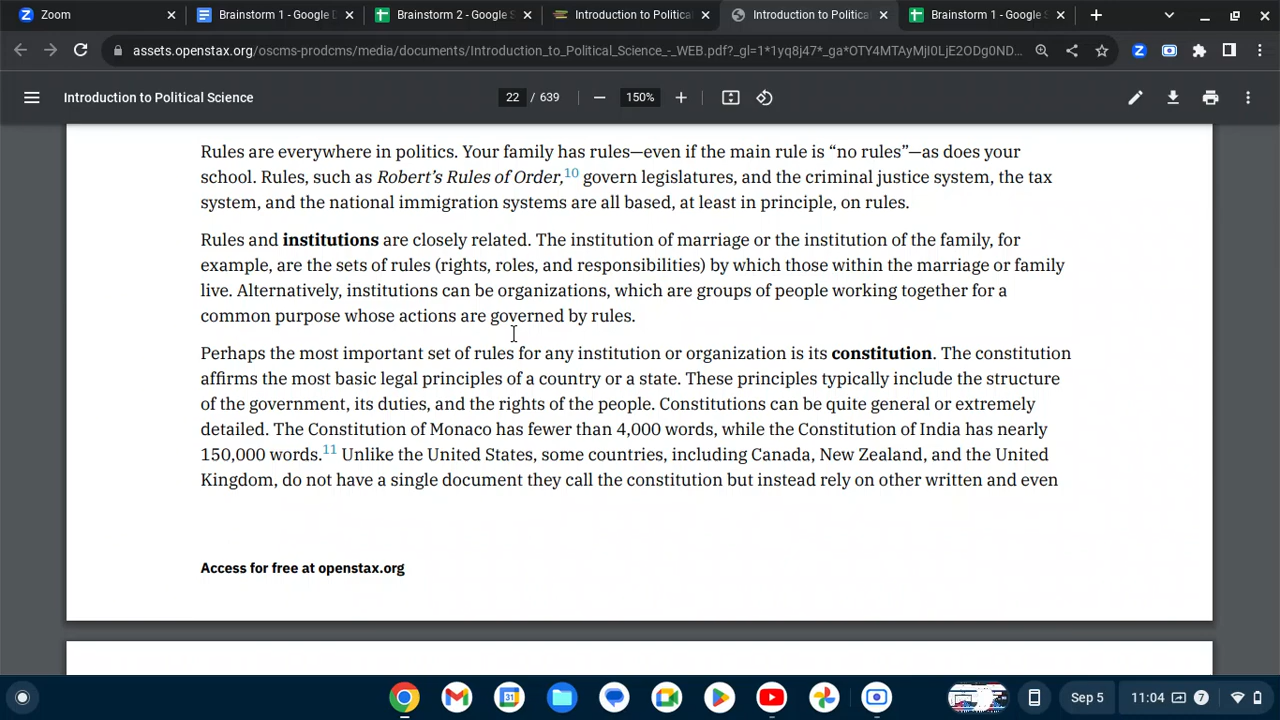 Zoom
Brainstorm 1 - Google D
Brainstorm 2 - Google S
Introduction to Politica
Introduction to Politica
Brainstorm 1 - Google S
assets.openstax.org/oscms-prodcms/media/documents/Introduction_to_Political_Science_-_WEB.pdf?_gl=1*1yq8j47*_ga*OTY4MTAyMjI0LjE2ODg0ND...
Introduction to Political Science
22 / 639
150%
Rules are everywhere in politics. Your family has rules—even if the main rule is “no rules”—as does your
school. Rules, such as Robert’s Rules of Order,10 govern legislatures, and the criminal justice system, the tax
system, and the national immigration systems are all based, at least in principle, on rules.
Rules and institutions are closely related. The institution of marriage or the institution of the family, for
example, are the sets of rules (rights, roles, and responsibilities) by which those within the marriage or family
live. Alternatively, institutions can be organizations, which are groups of people working together for a
common purpose whose actions are governed by rules.
Perhaps the most important set of rules for any institution or organization is its constitution. The constitution
affirms the most basic legal principles of a country or a state. These principles typically include the structure
of the government, its duties, and the rights of the people. Constitutions can be quite general or extremely
detailed. The Constitution of Monaco has fewer than 4,000 words, while the Constitution of India has nearly
150,000 words.11 Unlike the United States, some countries, including Canada, New Zealand, and the United
Kingdom, do not have a single document they call the constitution but instead rely on other written and even
Access for free at openstax.org
Sep 5
11:04
7